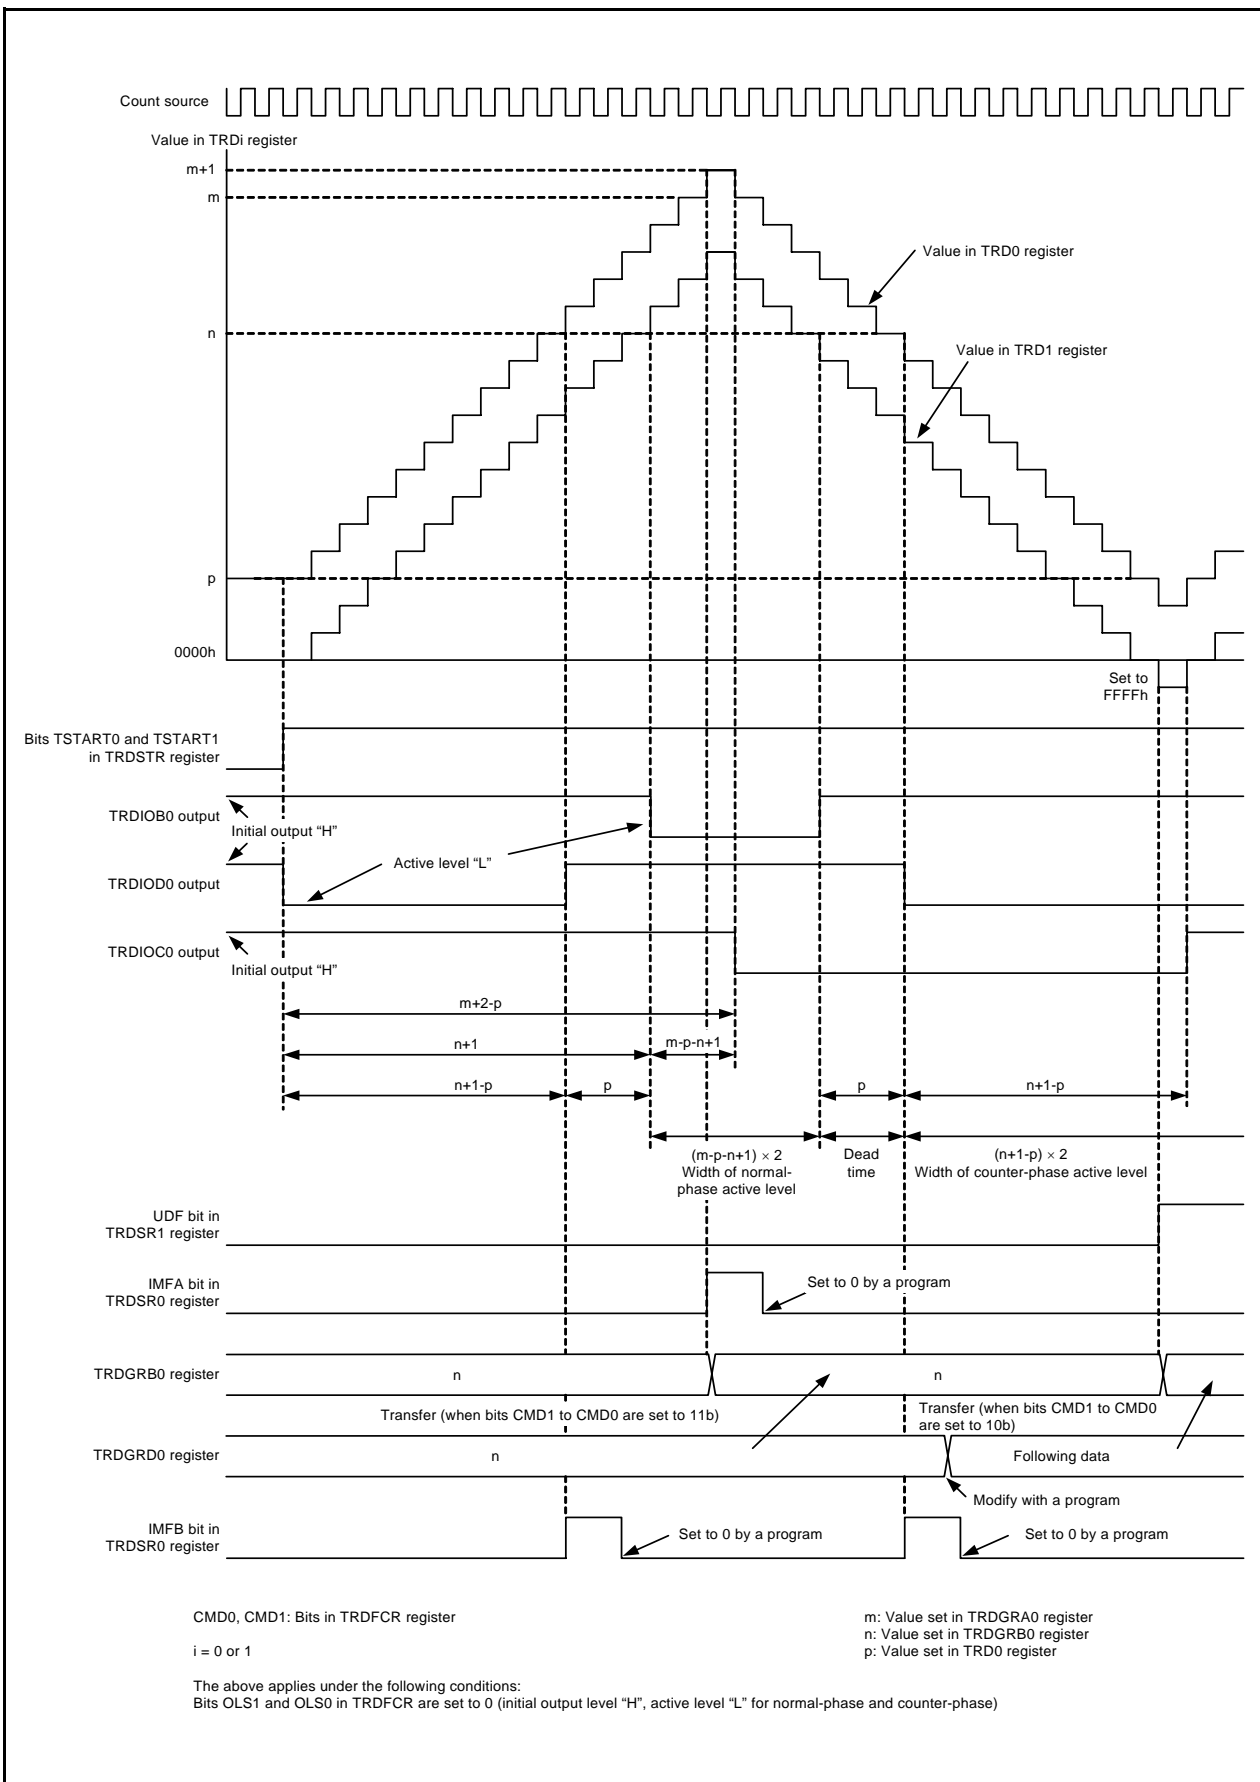 Count source
Value in TRDi register
m+1
m
Value in TRD0 register
n
Value in TRD1 register
p
0000h
Set to
FFFFh
Bits TSTART0 and TSTART1
in TRDSTR register
TRDIOB0 output
Initial output “H”
Active level “L”
TRDIOD0 output
TRDIOC0 output
Initial output “H”
m+2-p
n+1
m-p-n+1
n+1-p
p
p
n+1-p
(m-p-n+1) × 2
Width of normal-
phase active level
Dead
time
(n+1-p) × 2
Width of counter-phase active level
UDF bit in
TRDSR1 register
IMFA bit in
TRDSR0 register
Set to 0 by a program
TRDGRB0 register
n
n
Transfer (when bits CMD1 to CMD0 are set to 11b)
Transfer (when bits CMD1 to CMD0
are set to 10b)
TRDGRD0 register
n
Following data
Modify with a program
IMFB bit in
TRDSR0 register
Set to 0 by a program
Set to 0 by a program
CMD0, CMD1: Bits in TRDFCR register
i = 0 or 1
m: Value set in TRDGRA0 register
n: Value set in TRDGRB0 register
p: Value set in TRD0 register
The above applies under the following conditions:
Bits OLS1 and OLS0 in TRDFCR are set to 0 (initial output level “H”, active level “L” for normal-phase and counter-phase)